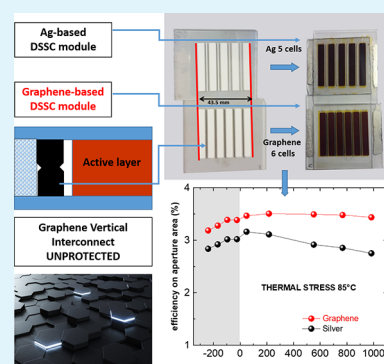 Ag-based
DSSC module
Graphene-based
DSSC module
Active layer
Graphene Vertical
Interconnect
UNPROTECTED
Ag 5 cells
43.5 mm
Graphene
6 cells
efficiency on aperture area (%)
4
3
2
1
THERMAL STRESS 85°C
Graphene
Silver
-200 0 200 400 600 800 1000